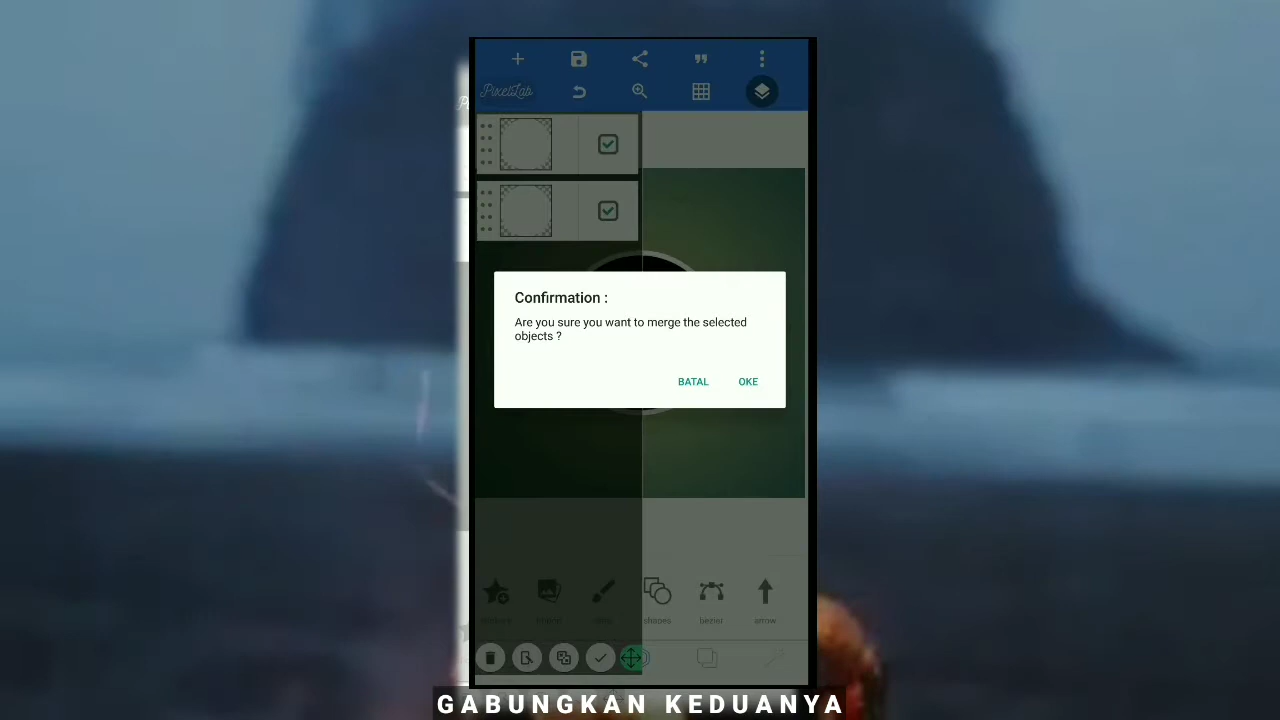 PixelLab
Confirmation :
Are you sure you want to merge the selected
objects ?
BATAL
OKE
shapes
bezier
arrow
GABUNGKAN KEDUANYA